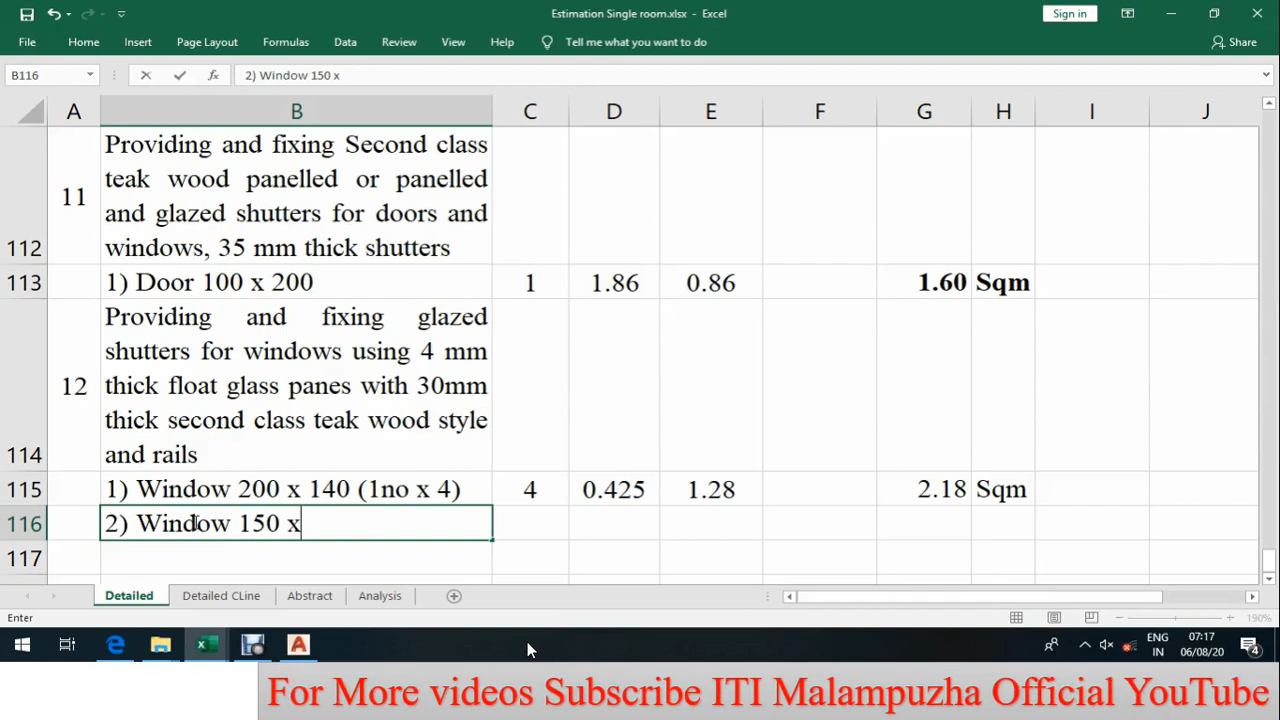 Estimation Single room.xlsx - Excel
Sign in
File Home Insert Page Layout Formulas Data Review View Help Tell me what you want to do Share
B116 fx 2) Window 150 x
A B C D E F G H I J
Providing and fixing Second class
teak wood panelled or panelled
11 and glazed shutters for doors and
112 windows, 35 mm thick shutters
113 1) Door 100 x 200 1 1.86 0.86 1.60 Sqm
Providing and fixing glazed
shutters for windows using 4 mm
12 thick float glass panes with 30mm
thick second class teak wood style
114 and rails
115 1) Window 200 x 140 (1no x 4) 4 0.425 1.28 2.18 Sqm
116 2) Window 150 x
117
Detailed Detailed CLine Abstract Analysis
Enter 190%
ENG 07:17
IN 06/08/20 4
For More videos Subscribe ITI Malampuzha Official YouTube